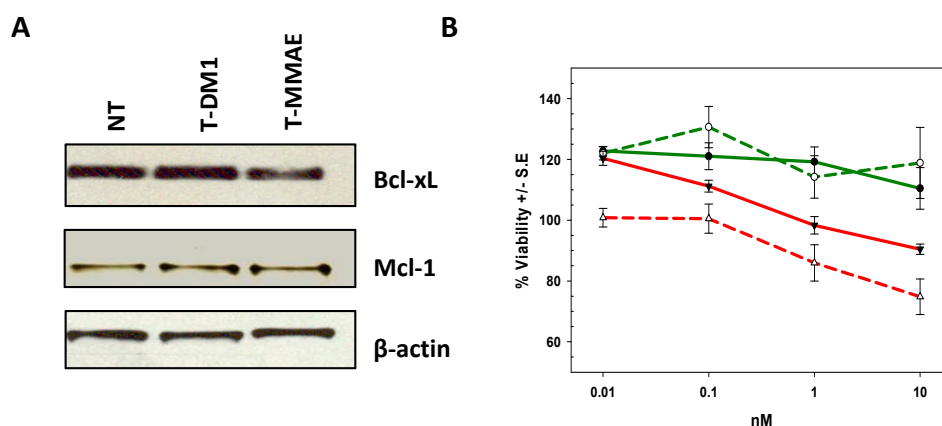 A
NT
T-DM1
T-MMAE
Bcl-xL
Mcl-1
β-actin
B
% Viability +/- S.E
140
120
100
80
60
0.01
0.1
1
10
nM